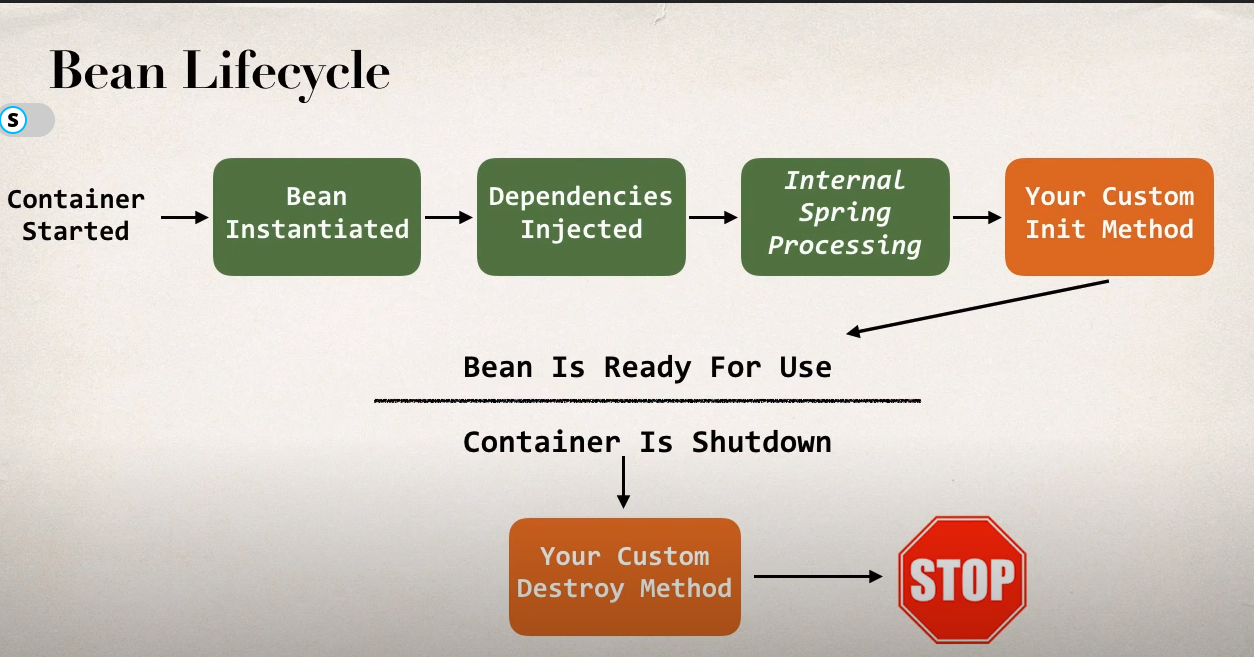 Bean Lifecycle
S
Container
Started
Bean
Instantiated
Dependencies
Injected
Internal
Spring
Processing
Your Custom
Init Method
Bean Is Ready For Use
Container Is Shutdown
Your Custom
Destroy Method
STOP